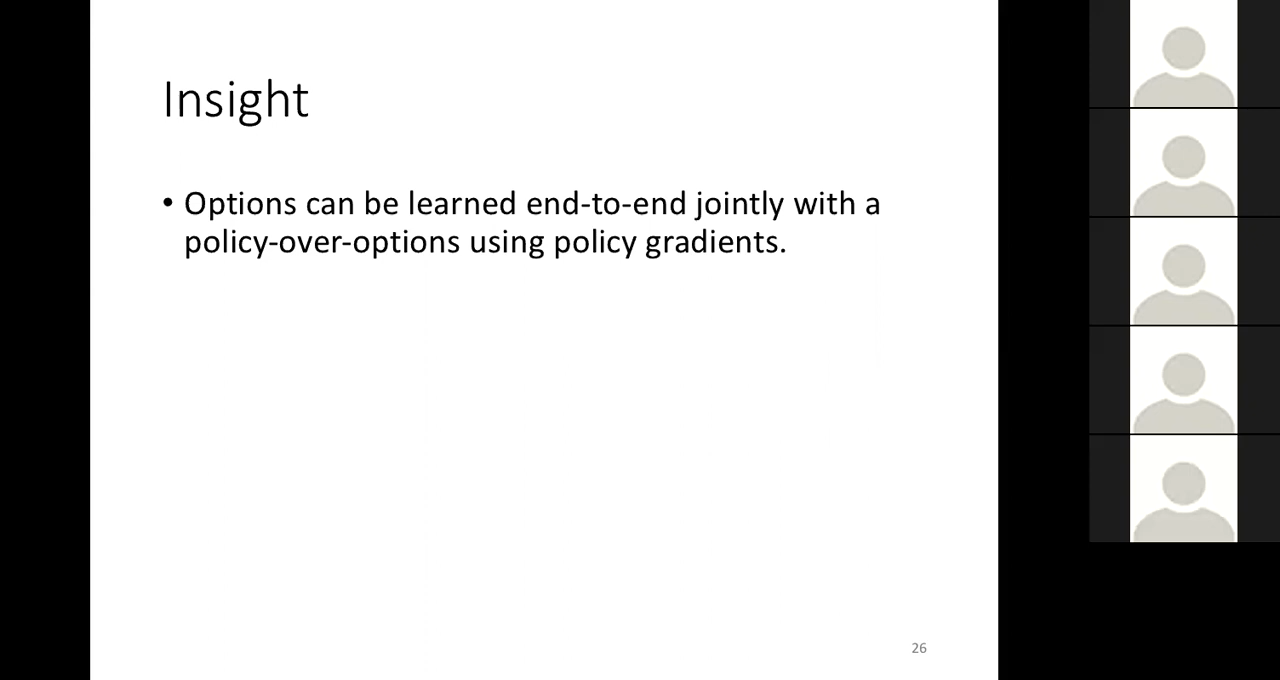 Insight
• Options can be learned end-to-end jointly with a
policy-over-options using policy gradients.
26